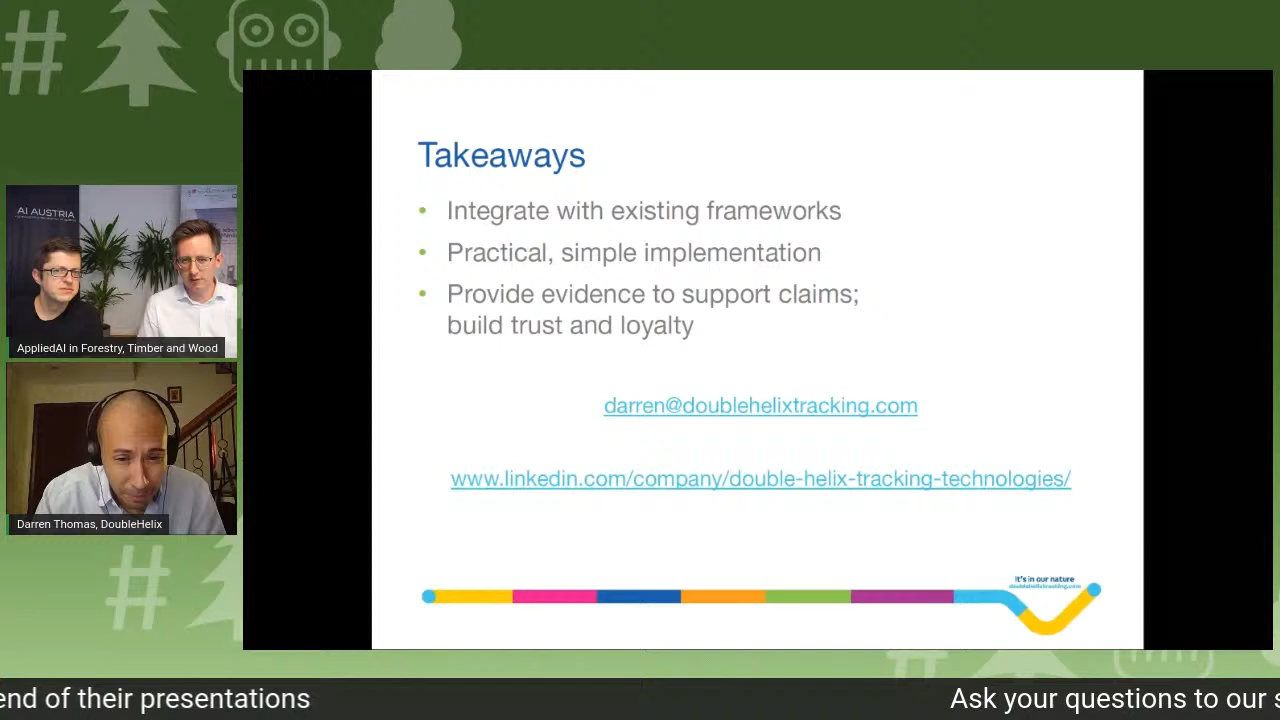 AI AUSTRIA
AppliedAI in Forestry, Timber and Wood
Darren Thomas, DoubleHelix
Takeaways
• Integrate with existing frameworks
• Practical, simple implementation
• Provide evidence to support claims;
build trust and loyalty
darren@doublehelixtracking.com
www.linkedin.com/company/double-helix-tracking-technologies/
It's in our nature
doublehelixtracking.com
end of their presentations
Ask your questions to our s